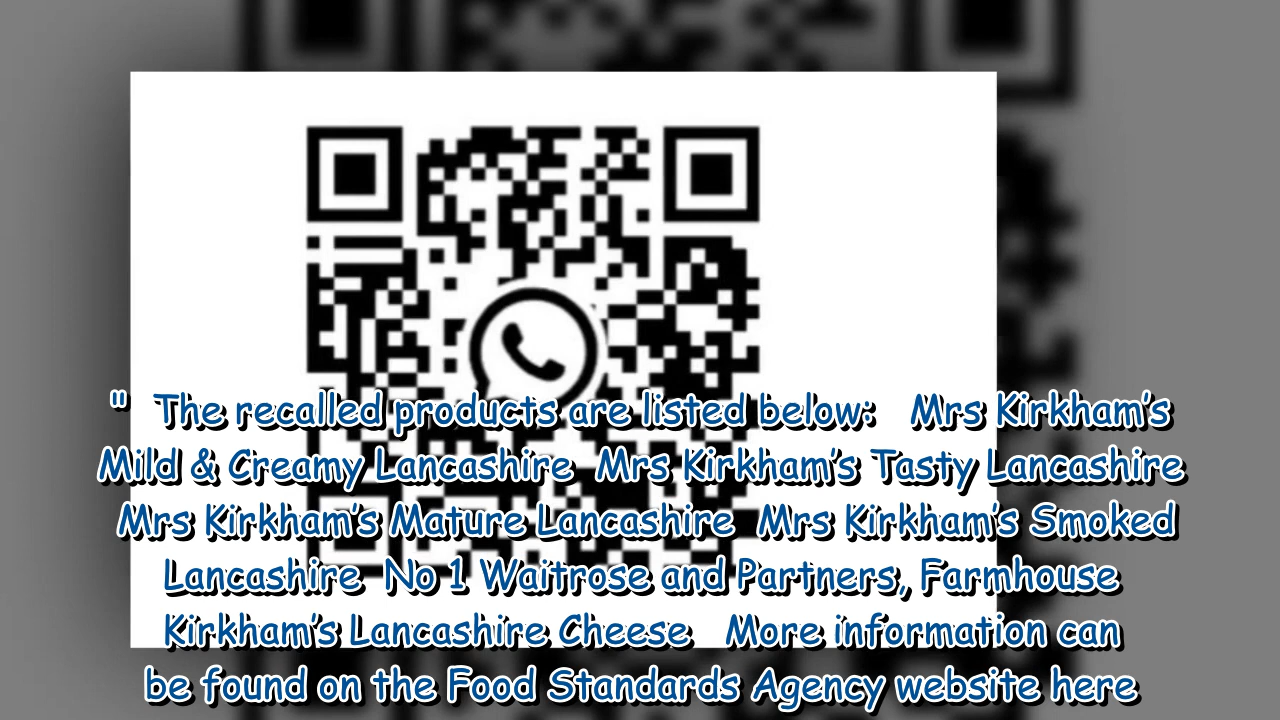 "  The recalled products are listed below:   Mrs Kirkham’s
Mild & Creamy Lancashire  Mrs Kirkham’s Tasty Lancashire
Mrs Kirkham’s Mature Lancashire  Mrs Kirkham’s Smoked
Lancashire  No 1 Waitrose and Partners, Farmhouse
Kirkham’s Lancashire Cheese   More information can
be found on the Food Standards Agency website here